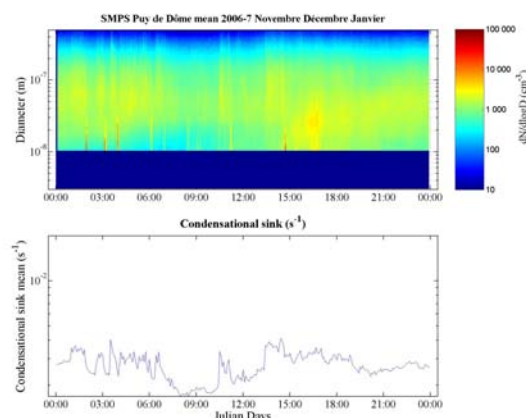 SMPS Puy de Dôme mean 2006-7 Novembre Décembre Janvier
Diameter (m)
10^-7
10^-8
00:00 03:00 06:00 09:00 12:00 15:00 18:00 21:00 00:00
100 000
10 000
1 000
100
10
dN/dlogD (cm^-3)
Condensational sink (s^-1)
Condensational sink mean (s^-1)
10^-2
00:00 03:00 06:00 09:00 12:00 15:00 18:00 21:00 00:00
Julian Days